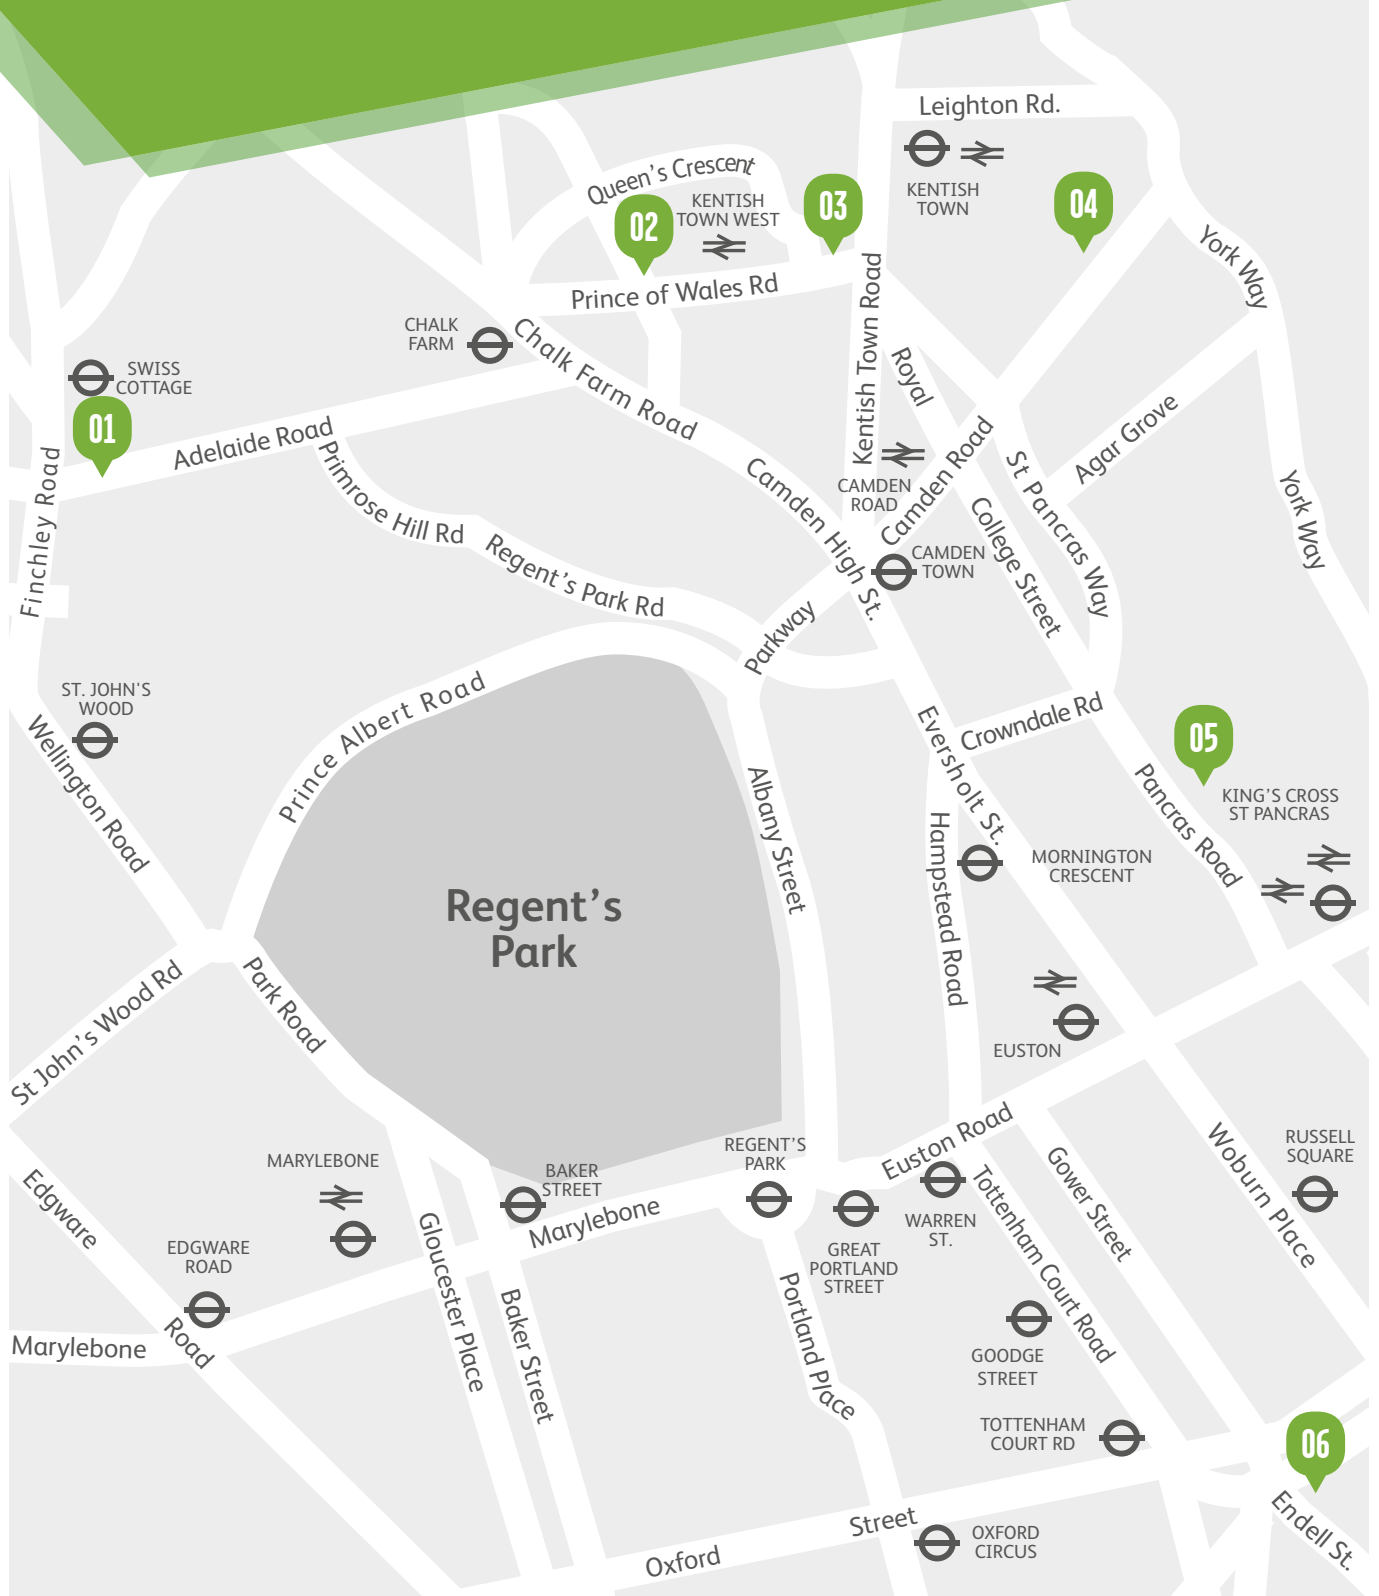 Leighton Rd.
Queen's Crescent
KENTISH
TOWN
KENTISH
TOWN WEST
02
03
04
York Way
Prince of Wales Rd
Kentish Town Road
CHALK
FARM
Chalk Farm Road
Royal
College Street
SWISS
COTTAGE
01
Adelaide Road
Finchley Road
Primrose Hill Rd
Regent's Park Rd
Camden High St.
CAMDEN
ROAD
Camden Road
St Pancras Way
Agar Grove
York Way
CAMDEN
TOWN
Parkway
ST. JOHN'S
WOOD
Wellington Road
Prince Albert Road
Albany Street
Eversholt St.
Crowndale Rd
05
Pancras Road
KING'S CROSS
ST PANCRAS
Hampstead Road
MORNINGTON
CRESCENT
Regent's
Park
St John's Wood Rd
Park Road
EUSTON
Euston Road
REGENT'S
PARK
MARYLEBONE
BAKER
STREET
Marylebone
Edgware
Road
EDGWARE
ROAD
Marylebone
Gloucester Place
Baker Street
Portland Place
GREAT
PORTLAND
STREET
WARREN
ST.
Tottenham Court Road
Gower Street
Woburn Place
RUSSELL
SQUARE
GOODGE
STREET
TOTTENHAM
COURT RD
06
Endell St.
Oxford
Street
OXFORD
CIRCUS